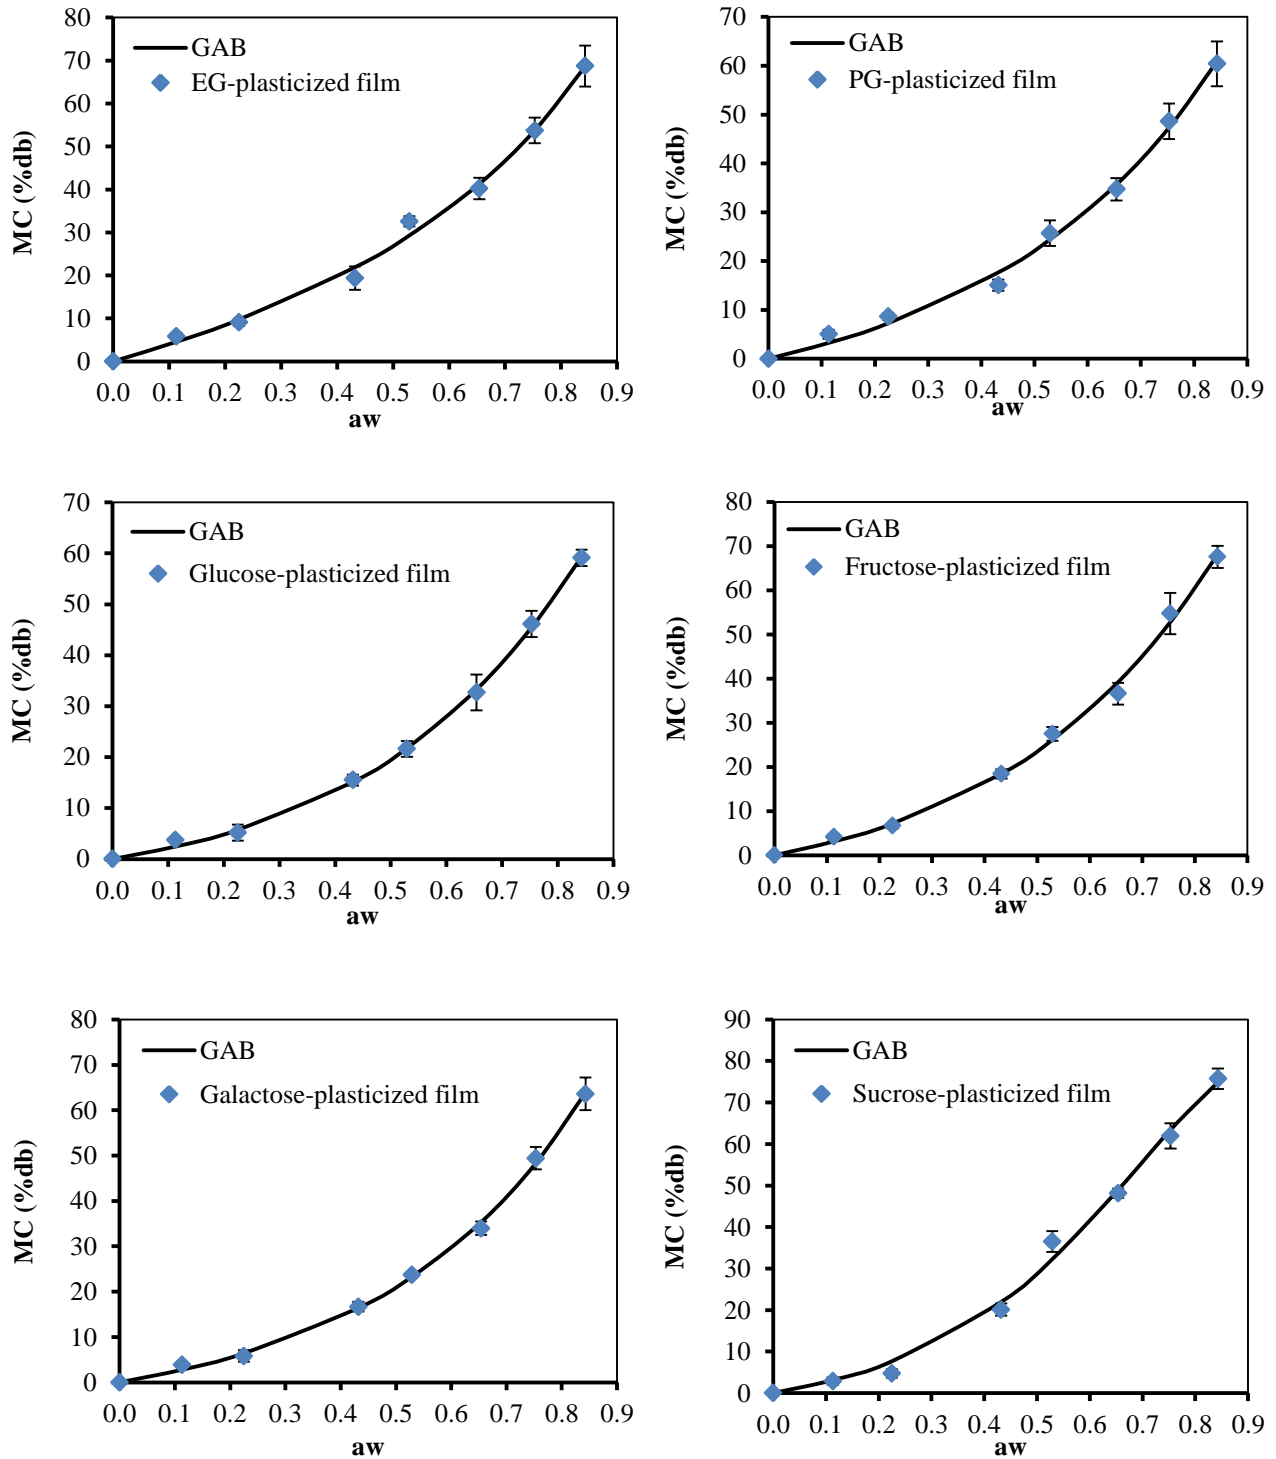 80
70
60
50
40
30
20
10
0
MC (%db)
GAB
EG-plasticized film
0.0 0.1 0.2 0.3 0.4 0.5 0.6 0.7 0.8 0.9
aw
70
60
50
40
30
20
10
0
MC (%db)
GAB
PG-plasticized film
0.0 0.1 0.2 0.3 0.4 0.5 0.6 0.7 0.8 0.9
aw
70
60
50
40
30
20
10
0
MC (%db)
GAB
Glucose-plasticized film
0.0 0.1 0.2 0.3 0.4 0.5 0.6 0.7 0.8 0.9
aw
80
70
60
50
40
30
20
10
0
MC (%db)
GAB
Fructose-plasticized film
0.0 0.1 0.2 0.3 0.4 0.5 0.6 0.7 0.8 0.9
aw
80
70
60
50
40
30
20
10
0
MC (%db)
GAB
Galactose-plasticized film
0.0 0.1 0.2 0.3 0.4 0.5 0.6 0.7 0.8 0.9
aw
90
80
70
60
50
40
30
20
10
0
MC (%db)
GAB
Sucrose-plasticized film
0.0 0.1 0.2 0.3 0.4 0.5 0.6 0.7 0.8 0.9
aw